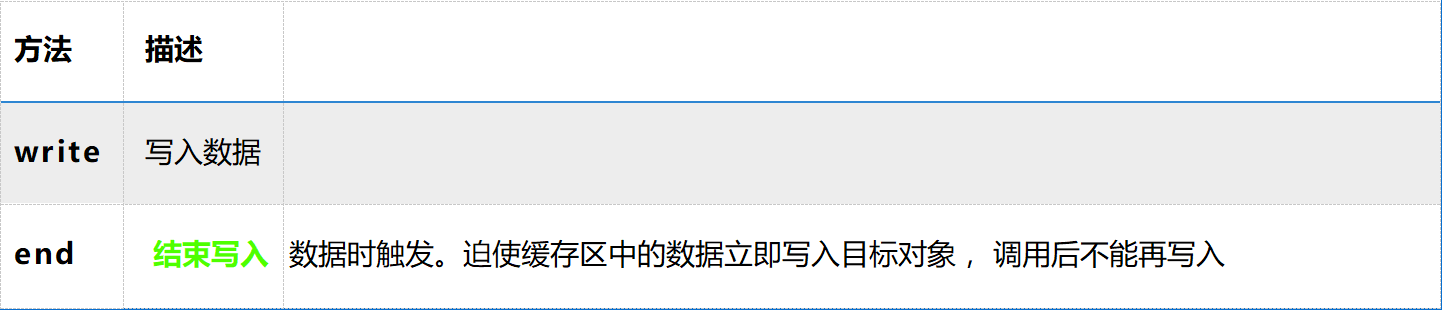 方法 描述
write 写入数据
end 结束写入 数据时触发。迫使缓存区中的数据立即写入目标对象，调用后不能再写入